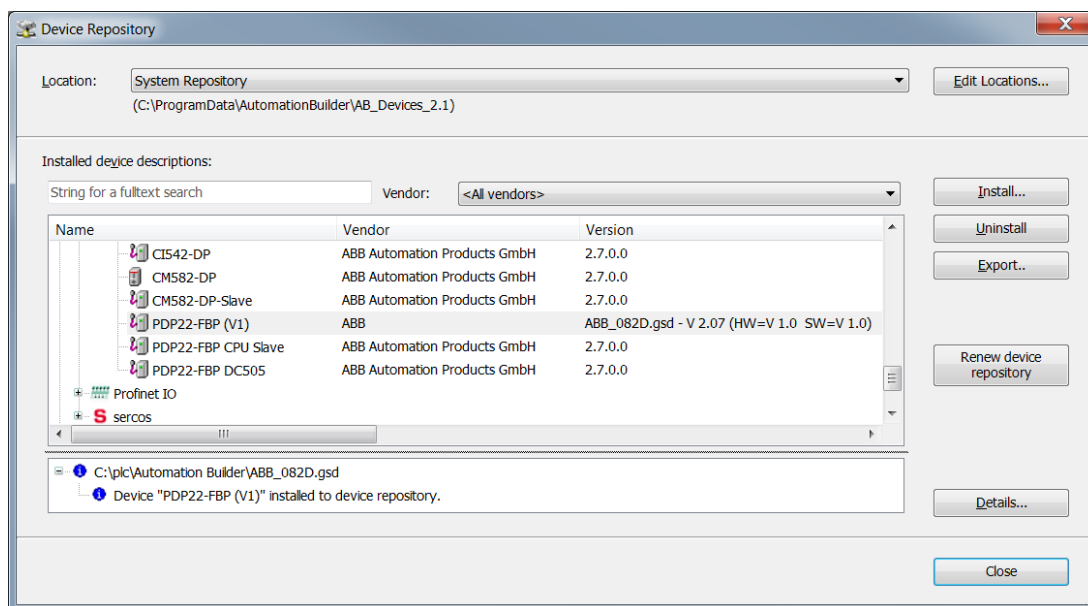 Device Repository
X
Location: System Repository Edit Locations...
(C:\ProgramData\AutomationBuilder\AB_Devices_2.1)
Installed device descriptions:
String for a fulltext search Vendor: <All vendors> Install...
Name Vendor Version Uninstall
CI542-DP ABB Automation Products GmbH 2.7.0.0
CM582-DP ABB Automation Products GmbH 2.7.0.0 Export..
CM582-DP-Slave ABB Automation Products GmbH 2.7.0.0
PDP22-FBP (V1) ABB ABB_082D.gsd - V 2.07 (HW=V 1.0 SW=V 1.0)
PDP22-FBP CPU Slave ABB Automation Products GmbH 2.7.0.0
PDP22-FBP DC505 ABB Automation Products GmbH 2.7.0.0
Renew device
repository
Profinet IO
S sercos
C:\plc\Automation Builder\ABB_082D.gsd
Device "PDP22-FBP (V1)" installed to device repository.
Details...
Close